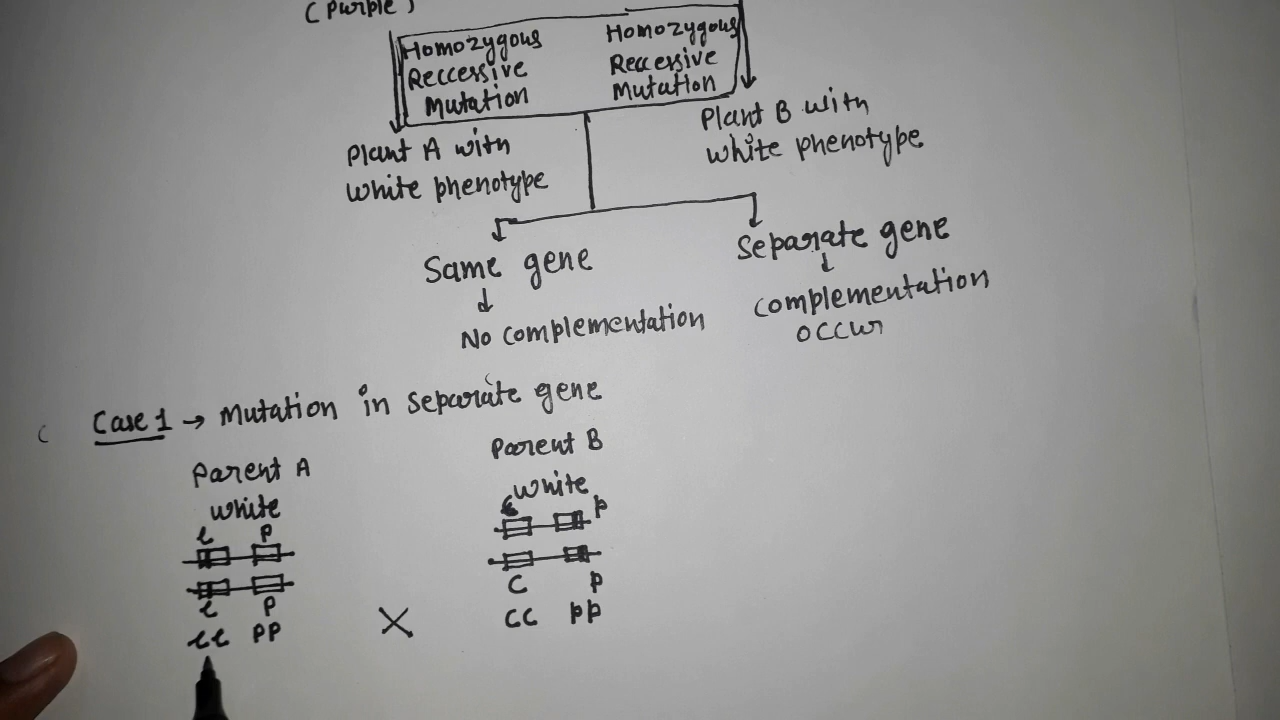 (Purple)
Homozygous
Reccessive
Mutation
Homozygous
Reccessive
Mutation
Plant A with
white phenotype
Plant B with
white phenotype
Same gene
No complementation
Separate gene
complementation
occur
Case 1 → Mutation in separate gene
Parent A
white
c P
c P
cc PP
X
Parent B
white
C p
C p
CC pp